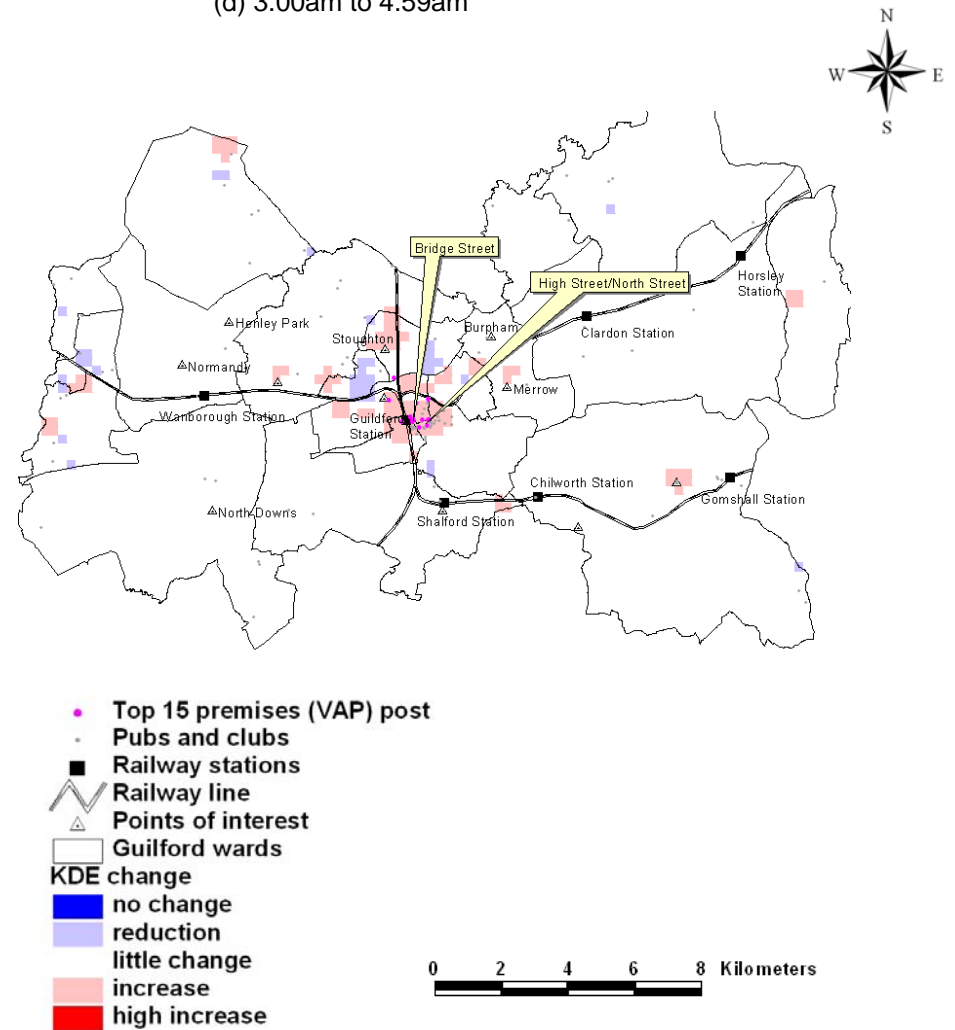 (d) 3.00am to 4.59am
N
W
E
S
Bridge Street
High Street/North Street
Horsley
Station
Henley Park
Stoughton
Burpham
Clardon Station
Normandy
Merrow
Wanborough Station
Guildford
Station
Chilworth Station
Gomshall Station
North Downs
Shalford Station
Top 15 premises (VAP) post
Pubs and clubs
Railway stations
Railway line
Points of interest
Guilford wards
KDE change
no change
reduction
little change
increase
high increase
0 2 4 6 8 Kilometers